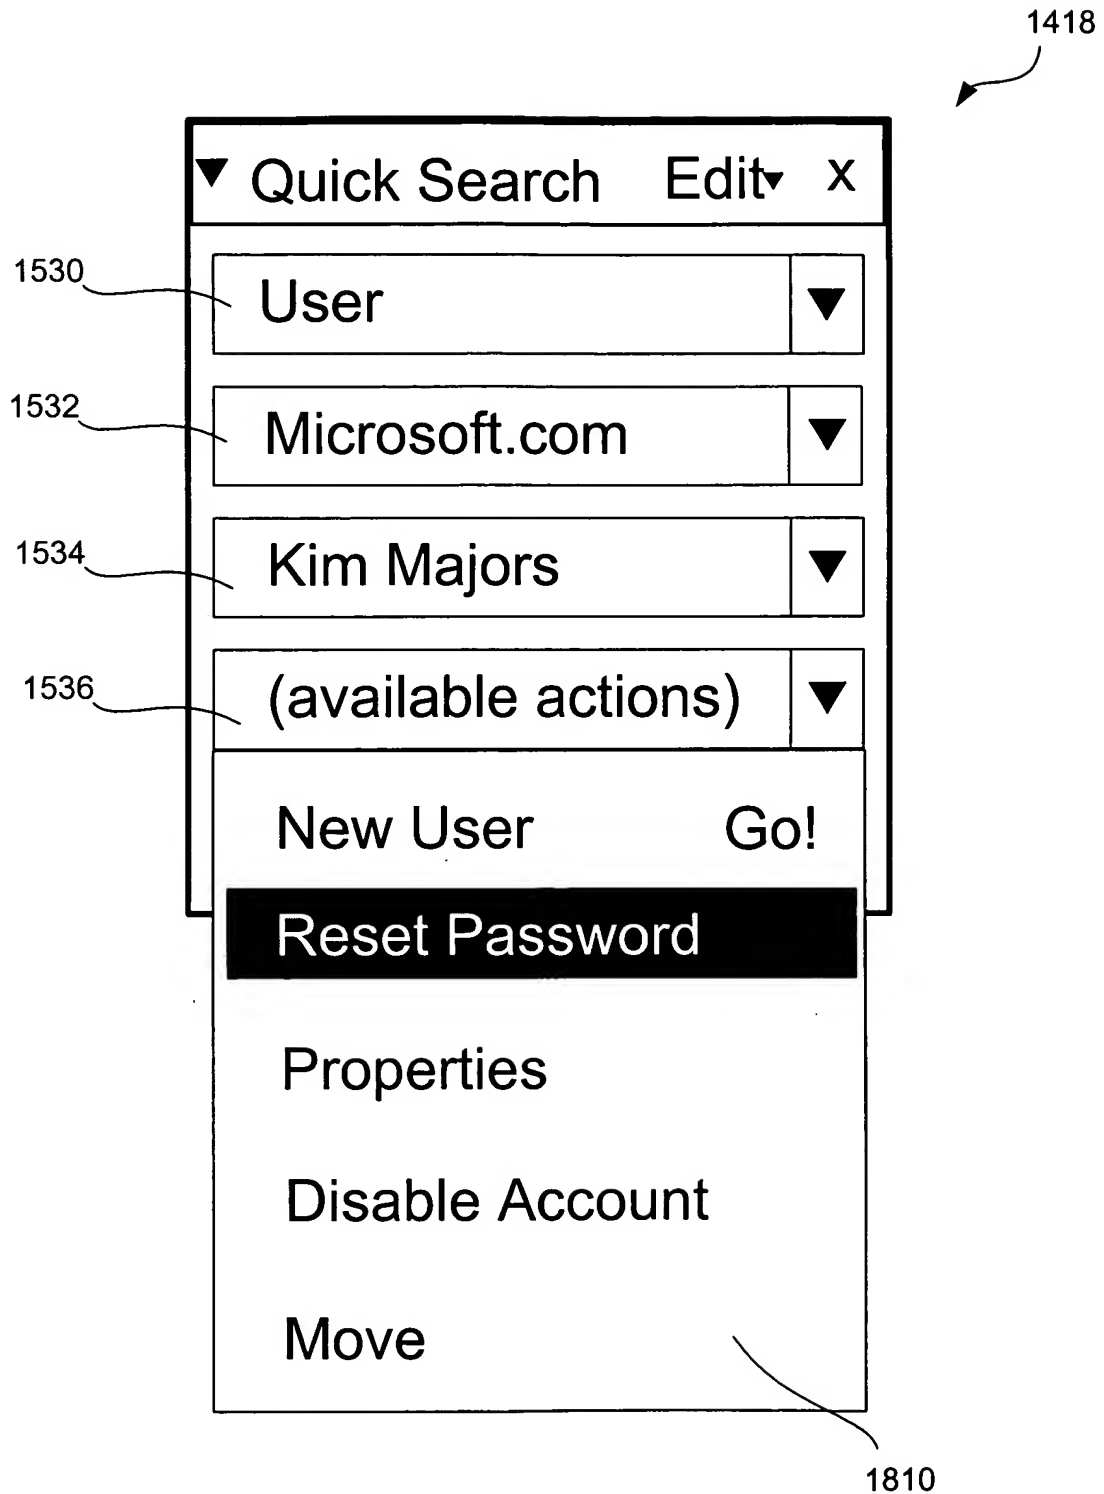 1418
Quick Search Edit x
1530
User
1532
Microsoft.com
1534
Kim Majors
1536
(available actions)
New User Go!
Reset Password
Properties
Disable Account
Move
1810